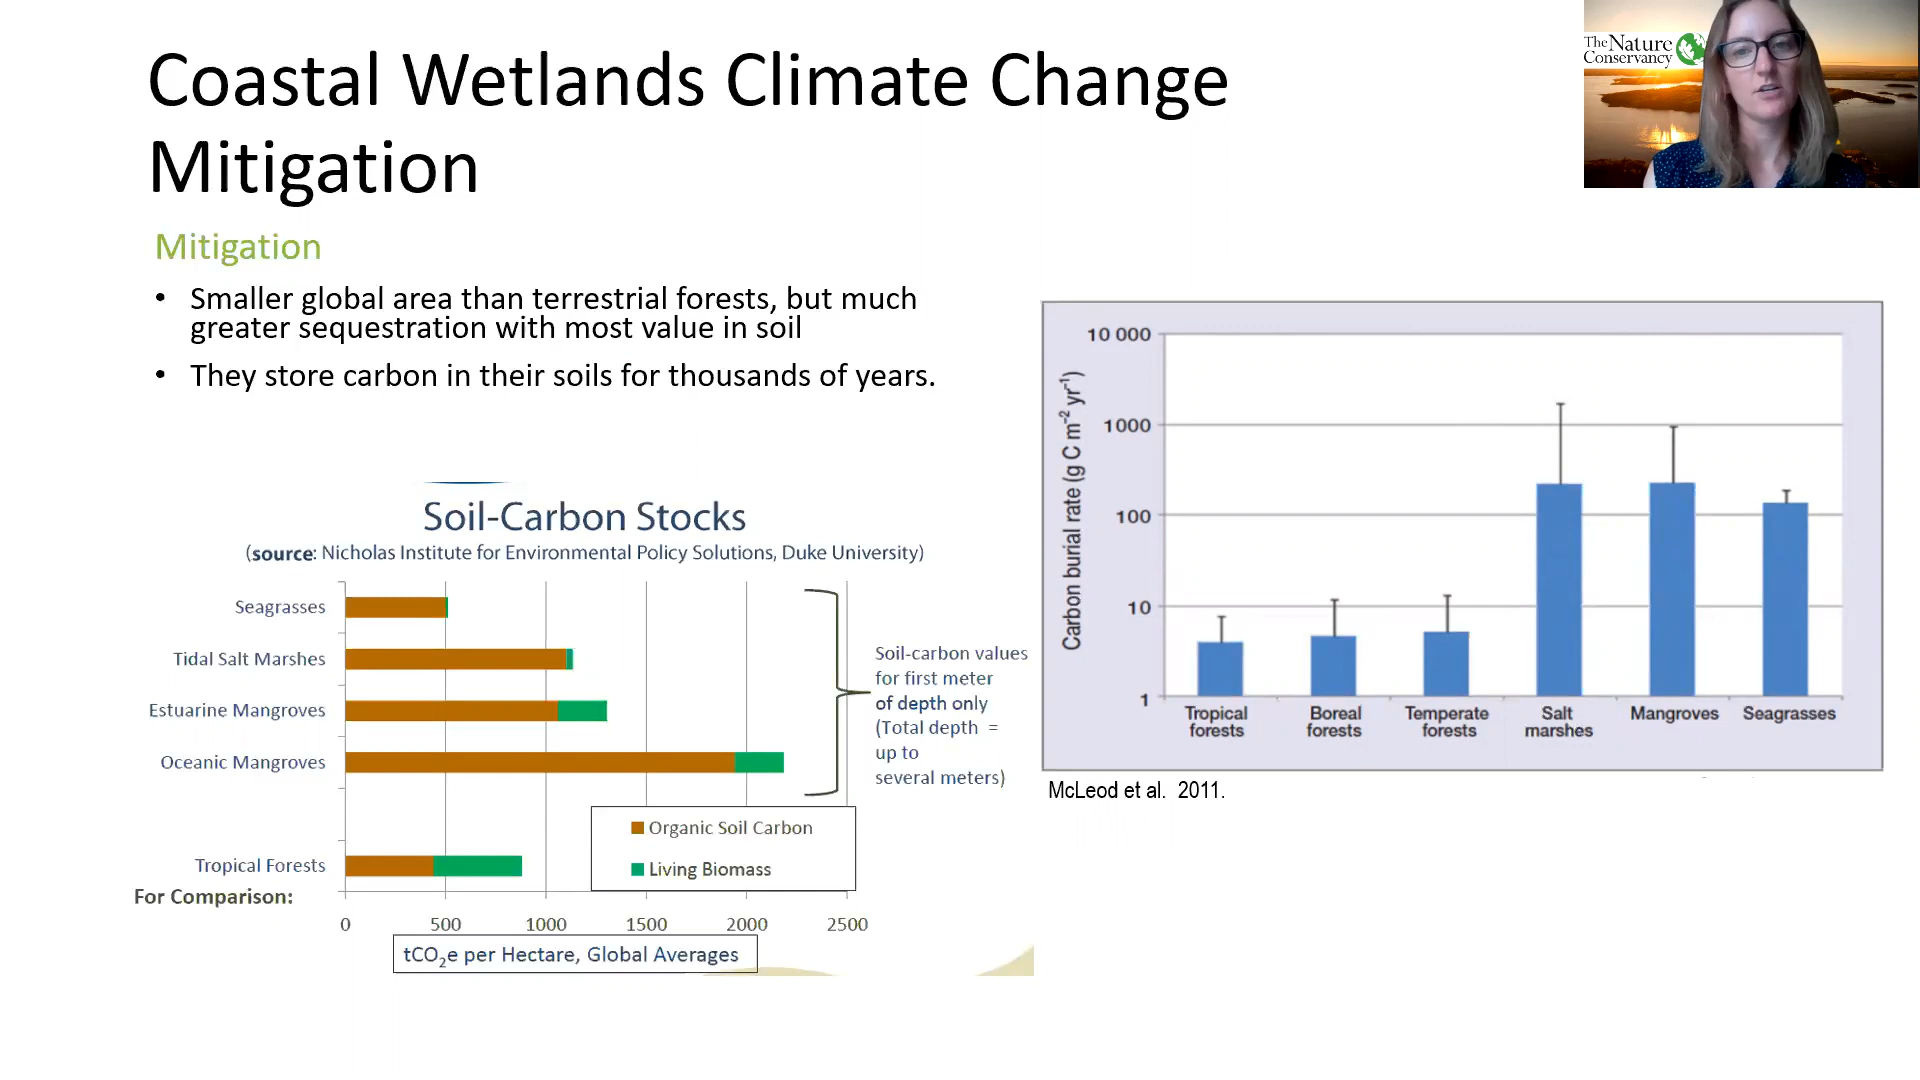 Coastal Wetlands Climate Change
Mitigation
The Nature
Conservancy
Mitigation
• Smaller global area than terrestrial forests, but much
greater sequestration with most value in soil
• They store carbon in their soils for thousands of years.
Soil-Carbon Stocks
(source: Nicholas Institute for Environmental Policy Solutions, Duke University)
Seagrasses
Tidal Salt Marshes
Estuarine Mangroves
Oceanic Mangroves
Tropical Forests
For Comparison:
Soil-carbon values
for first meter
of depth only
(Total depth =
up to
several meters)
Organic Soil Carbon
Living Biomass
0 500 1000 1500 2000 2500
tCO₂e per Hectare, Global Averages
Carbon burial rate (g C m⁻² yr⁻¹)
10 000
1000
100
10
1
Tropical forests
Boreal forests
Temperate forests
Salt marshes
Mangroves
Seagrasses
McLeod et al. 2011.